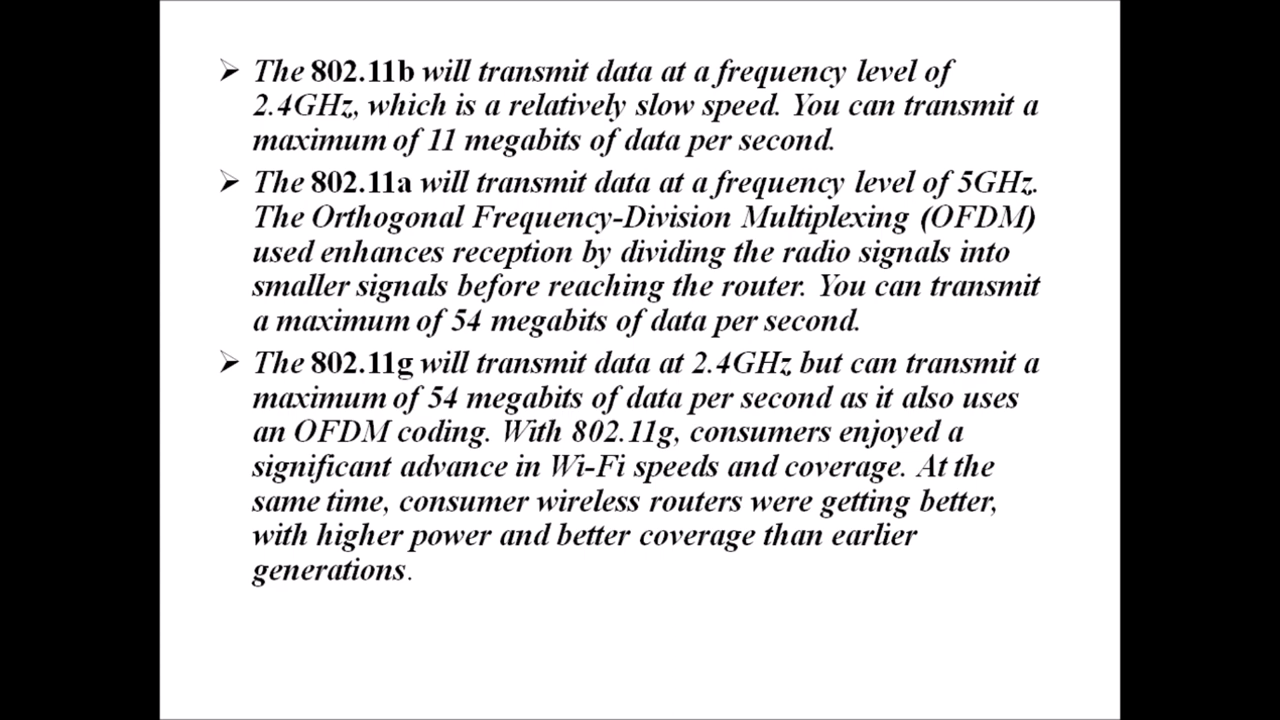 ➢ The 802.11b will transmit data at a frequency level of
2.4GHz, which is a relatively slow speed. You can transmit a
maximum of 11 megabits of data per second.
➢ The 802.11a will transmit data at a frequency level of 5GHz.
The Orthogonal Frequency-Division Multiplexing (OFDM)
used enhances reception by dividing the radio signals into
smaller signals before reaching the router. You can transmit
a maximum of 54 megabits of data per second.
➢ The 802.11g will transmit data at 2.4GHz but can transmit a
maximum of 54 megabits of data per second as it also uses
an OFDM coding. With 802.11g, consumers enjoyed a
significant advance in Wi-Fi speeds and coverage. At the
same time, consumer wireless routers were getting better,
with higher power and better coverage than earlier
generations.